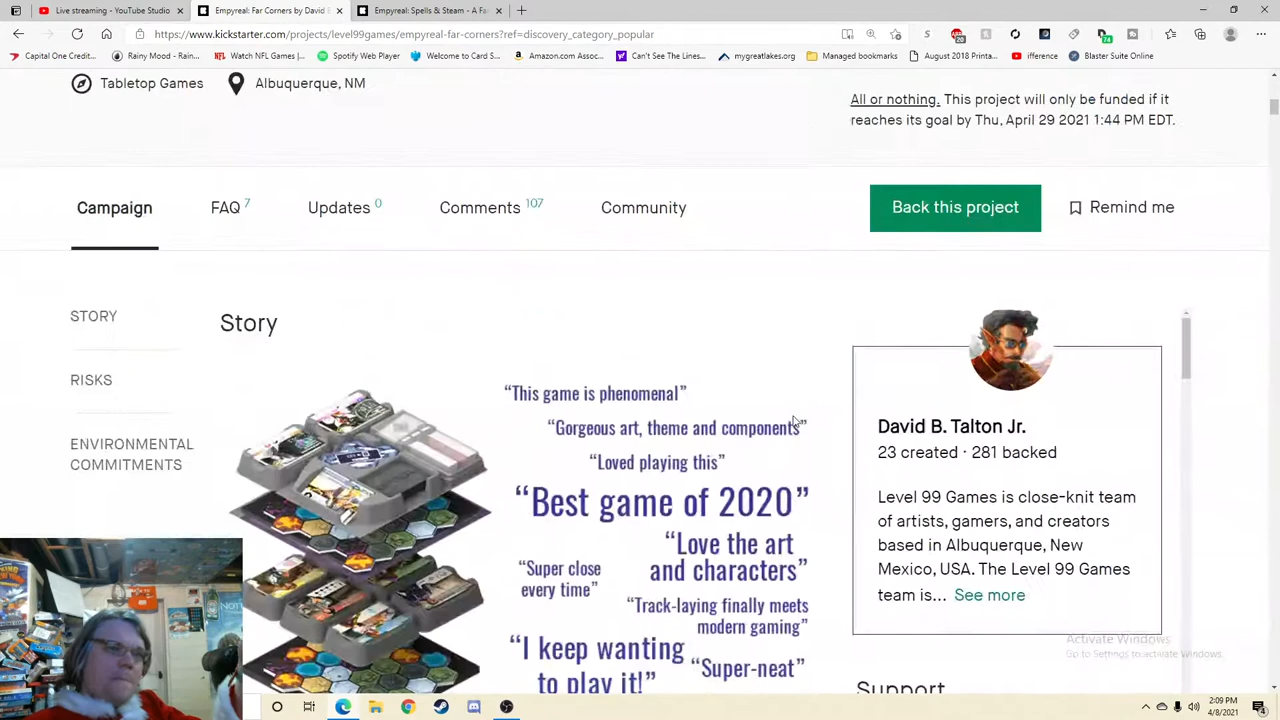 Live streaming - YouTube Studio
Empyreal: Far Corners by David E
Empyreal: Spells & Steam - A Fa
https://www.kickstarter.com/projects/level99games/empyreal-far-corners?ref=discovery_category_popular
Capital One Credit...
Rainy Mood • Rain...
Watch NFL Games |...
Spotify Web Player
Welcome to Card S...
Amazon.com Assoc...
Can't See The Lines...
mygreatlakes.org
Managed bookmarks
August 2018 Printa...
ifference
Blaster Suite Online
Tabletop Games
Albuquerque, NM
All or nothing. This project will only be funded if it
reaches its goal by Thu, April 29 2021 1:44 PM EDT.
Campaign
FAQ 7
Updates 0
Comments 107
Community
Back this project
Remind me
STORY
RISKS
ENVIRONMENTAL
COMMITMENTS
Story
“This game is phenomenal”
“Gorgeous art, theme and components”
“Loved playing this”
“Best game of 2020”
“Love the art
and characters”
“Super close
every time”
“Track-laying finally meets
modern gaming”
“I keep wanting
to play it!”
“Super-neat”
David B. Talton Jr.
23 created · 281 backed
Level 99 Games is close-knit team
of artists, gamers, and creators
based in Albuquerque, New
Mexico, USA. The Level 99 Games
team is... See more
Activate Windows
Go to Settings to activate Windows.
Support
2:09 PM
4/8/2021